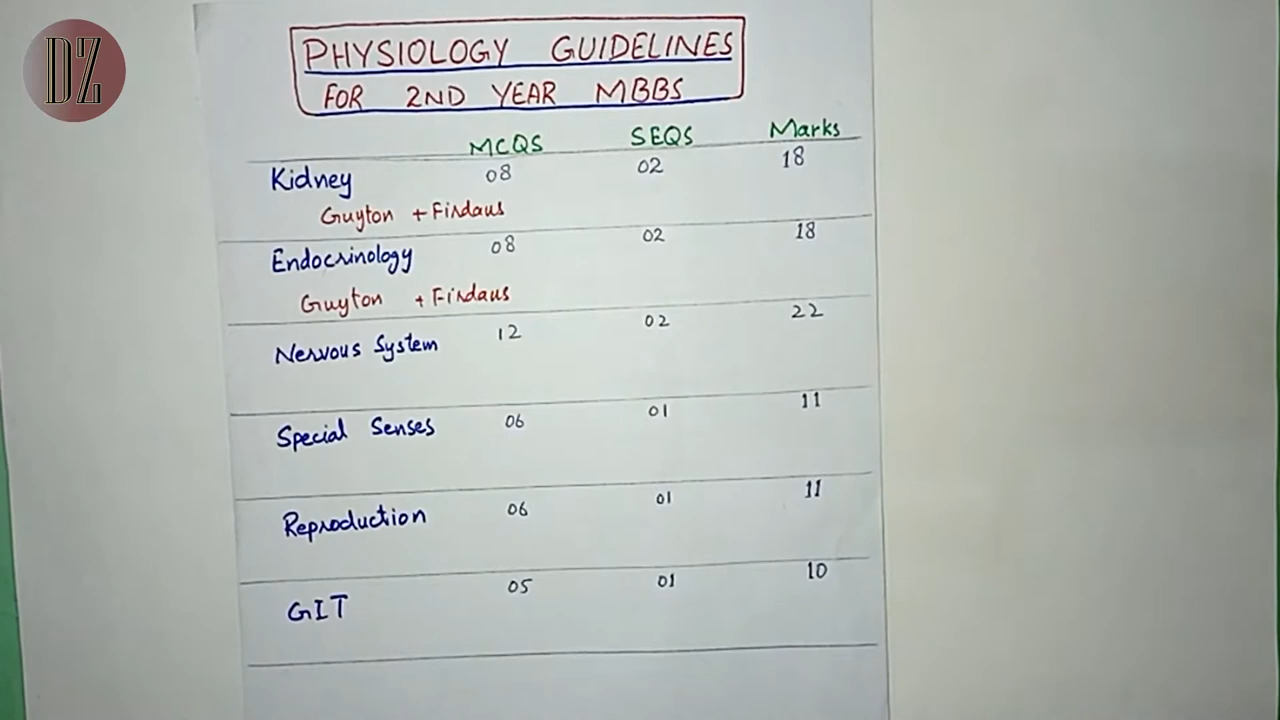 DZ
PHYSIOLOGY GUIDELINES
FOR 2ND YEAR MBBS
MCQS SEQS Marks
Kidney 08 02 18
Guyton + Firdaus
Endocrinology 08 02 18
Guyton + Firdaus
Nervous System 12 02 22
Special Senses 06 01 11
Reproduction 06 01 11
GIT 05 01 10